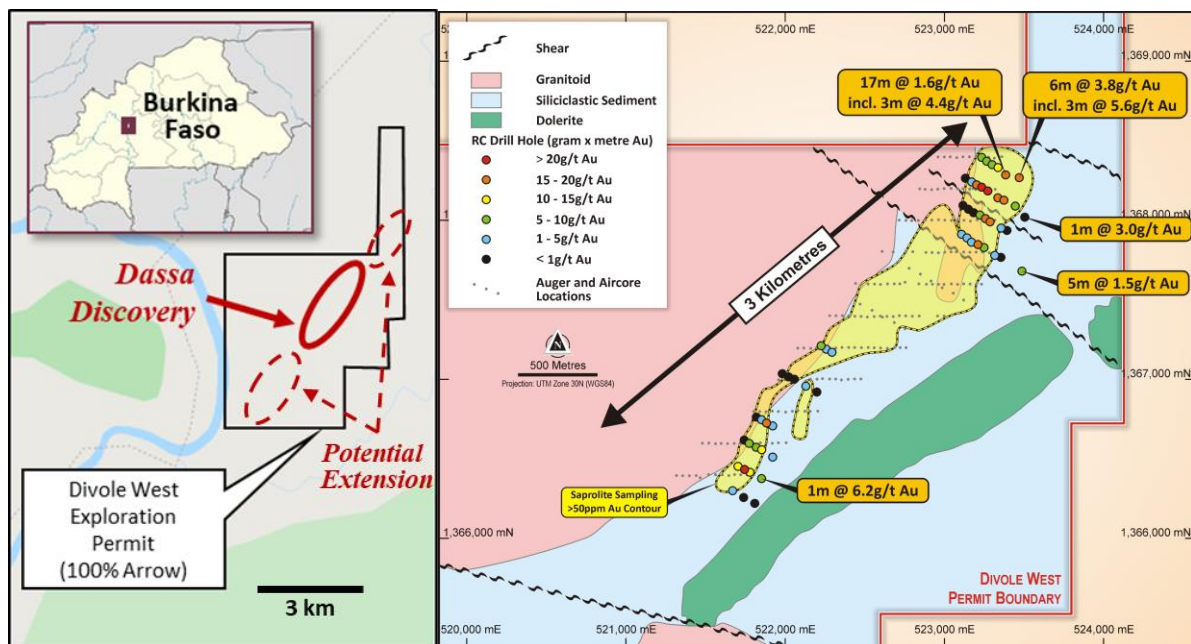 Burkina
Faso
Dassa
Discovery
Potential
Extension
Divole West
Exploration
Permit
(100% Arrow)
3 km
522,000 mE
523,000 mE
524,000 mE
Shear
Granitoid
Siliciclastic Sediment
Dolerite
RC Drill Hole (gram x metre Au)
> 20g/t Au
15 - 20g/t Au
10 - 15g/t Au
5 - 10g/t Au
1 - 5g/t Au
< 1g/t Au
Auger and Aircore
Locations
500 Metres
Projection: UTM Zone 30N (WGS84)
3 Kilometres
17m @ 1.6g/t Au
incl. 3m @ 4.4g/t Au
6m @ 3.8g/t Au
incl. 3m @ 5.6g/t Au
1m @ 3.0g/t Au
5m @ 1.5g/t Au
1m @ 6.2g/t Au
Saprolite Sampling
>50ppm Au Contour
1,369,000 mN
1,368,000 mN
1,367,000 mN
1,366,000 mN
1,366,000 mN
DIVOLE WEST
PERMIT BOUNDARY
520,000 mE
521,000 mE
522,000 mE
523,000 mE
524,000 mE